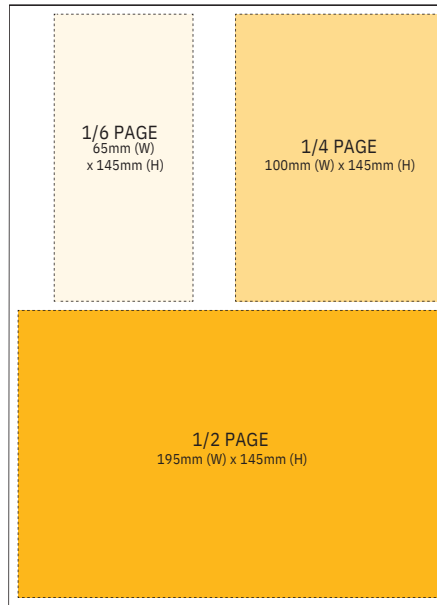 1/6 PAGE
65mm (W)
x 145mm (H)
1/4 PAGE
100mm (W) x 145mm (H)
1/2 PAGE
195mm (W) x 145mm (H)